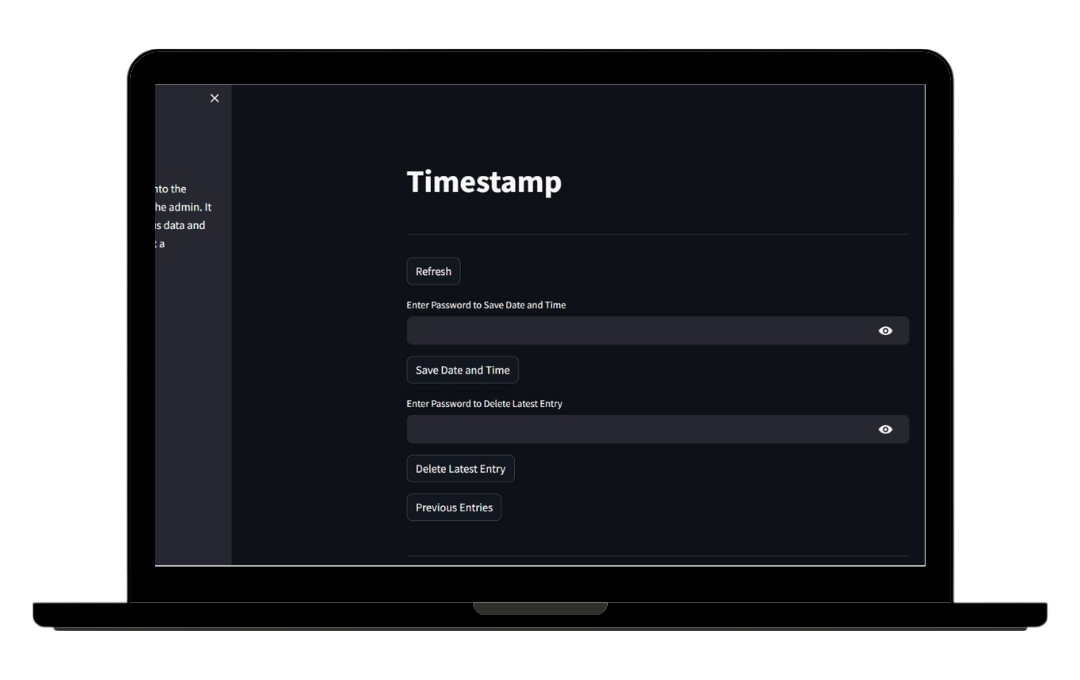 to the
he admin. It
s data and
a
Timestamp
Refresh
Enter Password to Save Date and Time
Save Date and Time
Enter Password to Delete Latest Entry
Delete Latest Entry
Previous Entries